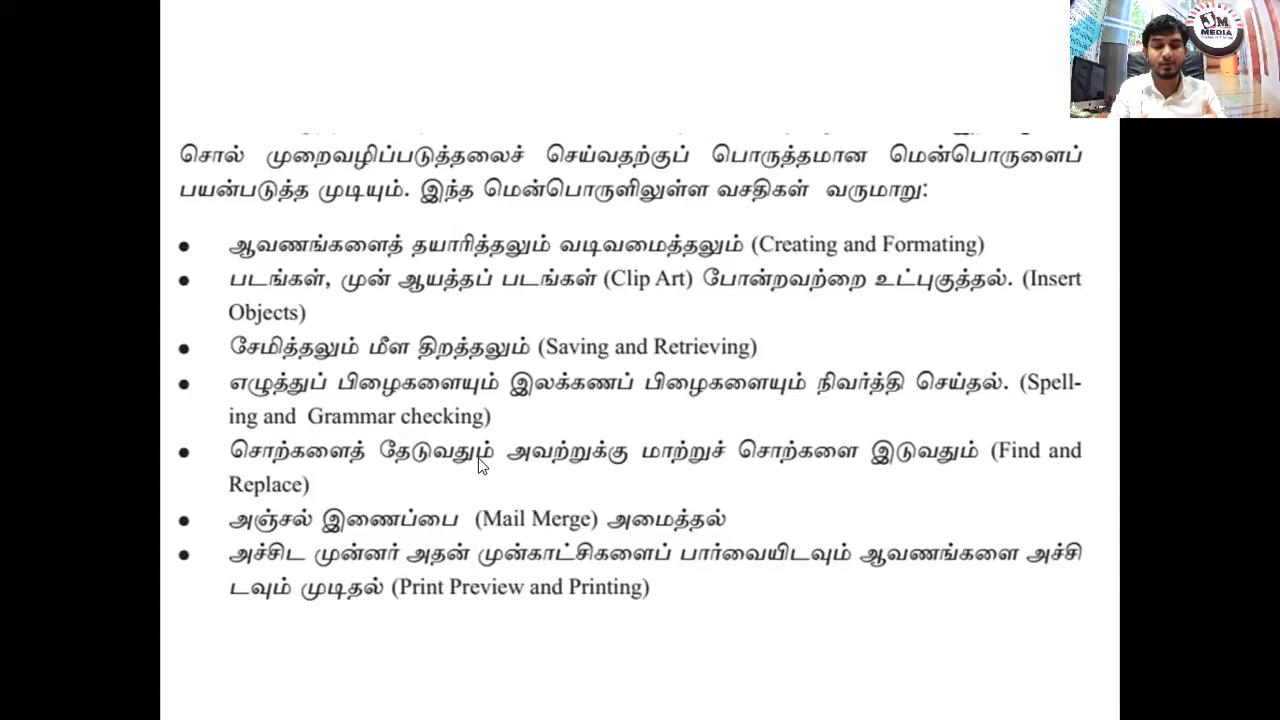 JM
MEDIA
சொல் முறைவழிப்படுத்தலைச் செய்வதற்குப் பொருத்தமான மென்பொருளைப்
பயன்படுத்த முடியும். இந்த மென்பொருளிலுள்ள வசதிகள் வருமாறு:
● ஆவணங்களைத் தயாரித்தலும் வடிவமைத்தலும் (Creating and Formating)
● படங்கள், முன் ஆயத்தப் படங்கள் (Clip Art) போன்றவற்றை உட்புகுத்தல். (Insert
Objects)
● சேமித்தலும் மீள திறத்தலும் (Saving and Retrieving)
● எழுத்துப் பிழைகளையும் இலக்கணப் பிழைகளையும் நிவர்த்தி செய்தல். (Spell-
ing and Grammar checking)
● சொற்களைத் தேடுவதும் அவற்றுக்கு மாற்றுச் சொற்களை இடுவதும் (Find and
Replace)
● அஞ்சல் இணைப்பை (Mail Merge) அமைத்தல்
● அச்சிட முன்னர் அதன் முன்காட்சிகளைப் பார்வையிடவும் ஆவணங்களை அச்சி
டவும் முடிதல் (Print Preview and Printing)